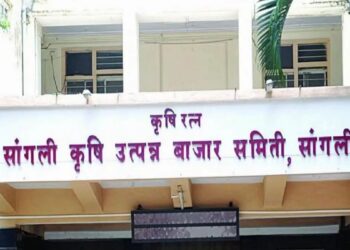 कृषि रत्न
सांगली कृषि उत्पन्न बाजार समिती, सांगली